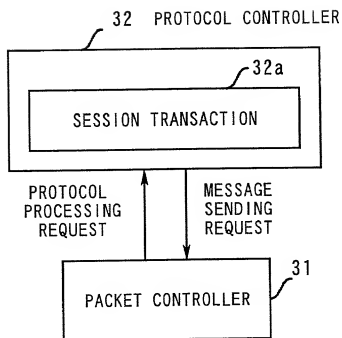 32 PROTOCOL CONTROLLER
32a
SESSION TRANSACTION
PROTOCOL
PROCESSING
REQUEST
MESSAGE
SENDING
REQUEST
31
PACKET CONTROLLER